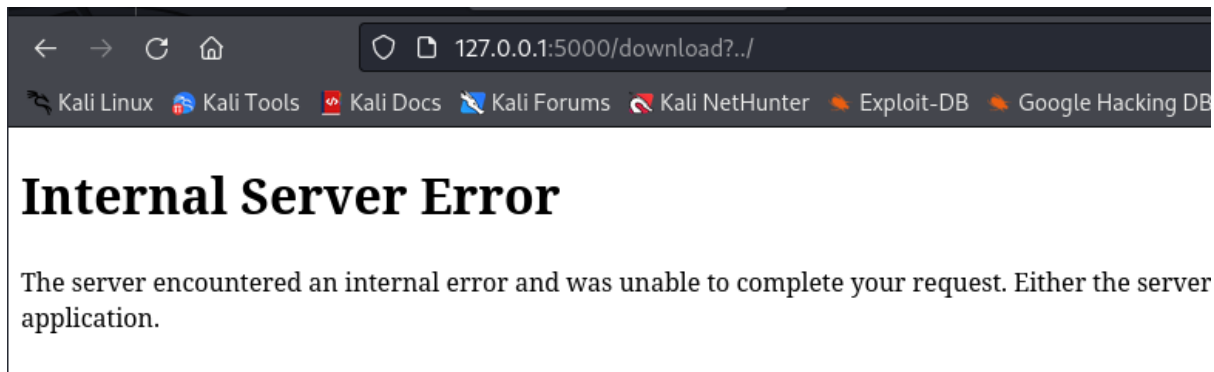 127.0.0.1:5000/download?../
Kali Linux Kali Tools Kali Docs Kali Forums Kali NetHunter Exploit-DB Google Hacking DB
Internal Server Error
The server encountered an internal error and was unable to complete your request. Either the server
application.